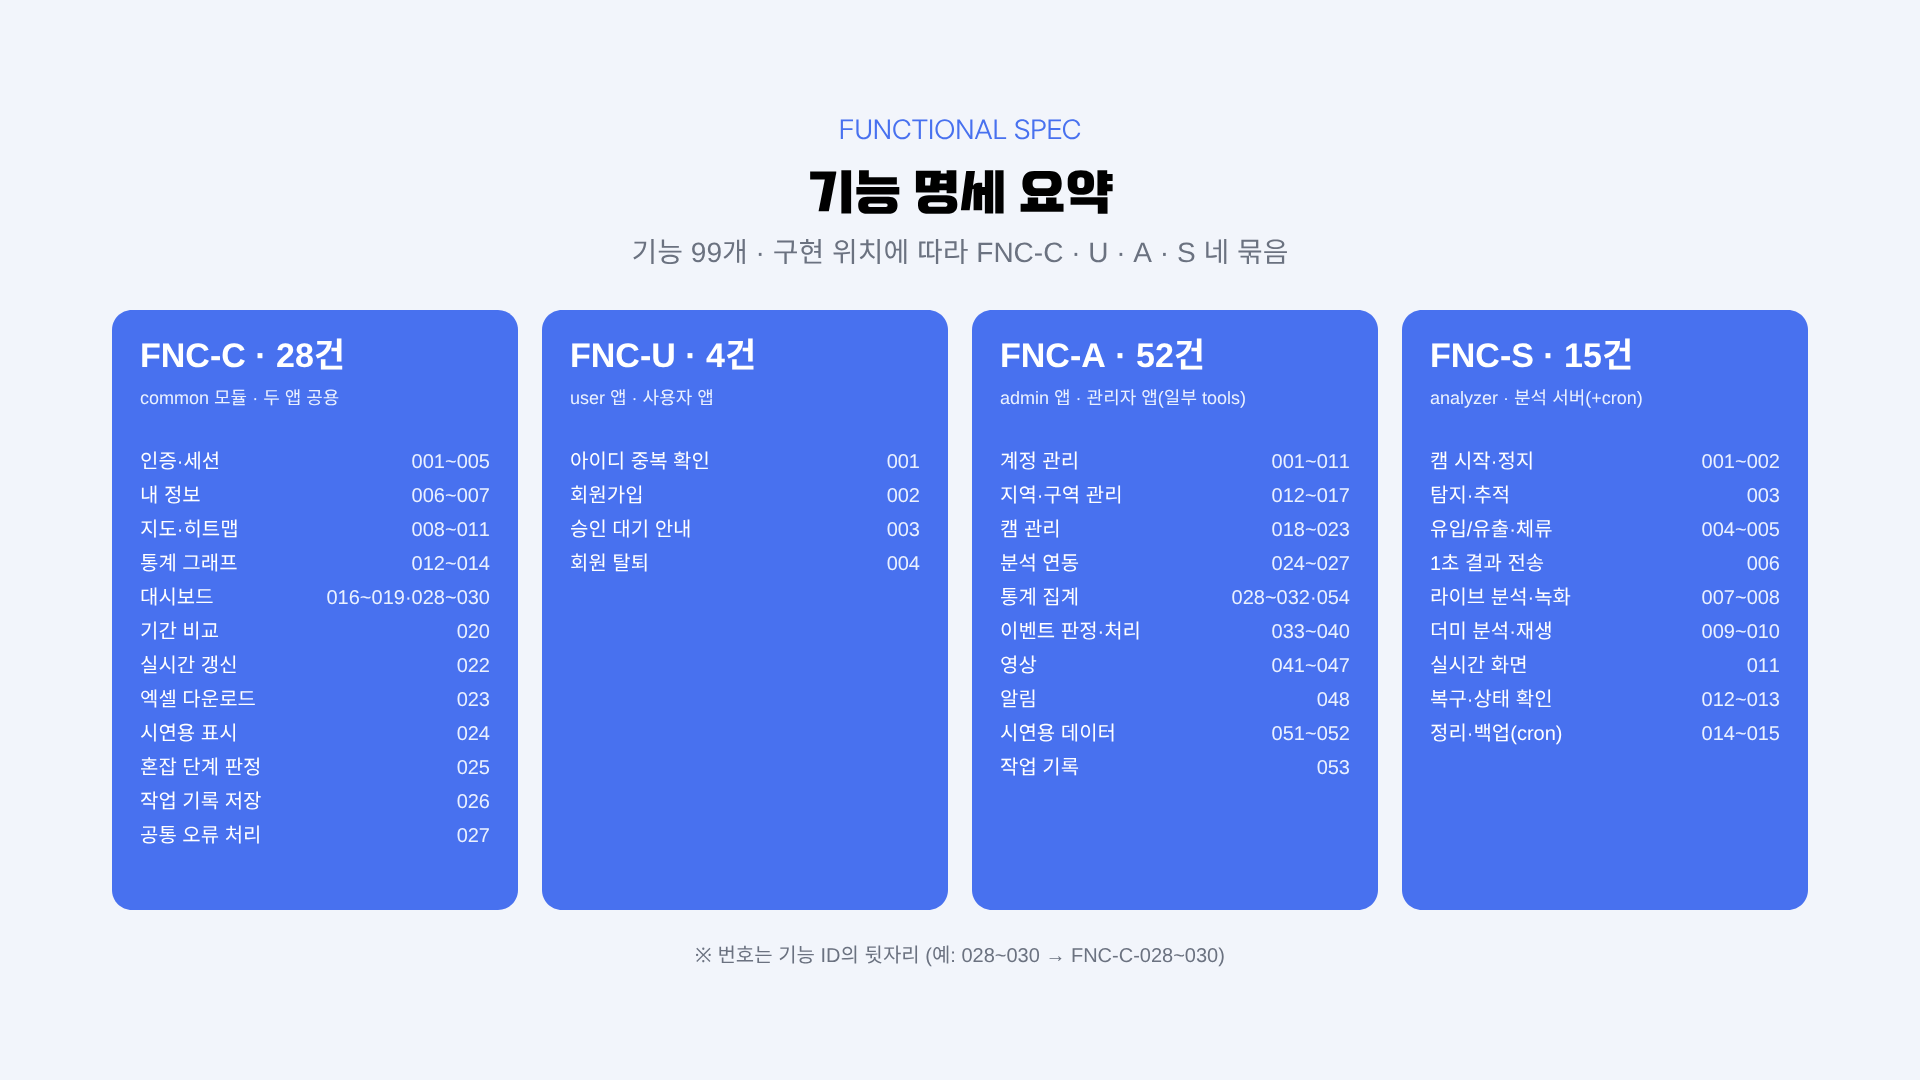 FUNCTIONAL SPEC
기능 명세 요약
기능 99개 · 구현 위치에 따라 FNC-C · U · A · S 네 묶음
FNC-C · 28건
common 모듈 · 두 앱 공용
인증·세션 001~005
내 정보 006~007
지도·히트맵 008~011
통계 그래프 012~014
대시보드 016~019·028~030
기간 비교 020
실시간 갱신 022
엑셀 다운로드 023
시연용 표시 024
혼잡 단계 판정 025
작업 기록 저장 026
공통 오류 처리 027
FNC-U · 4건
user 앱 · 사용자 앱
아이디 중복 확인 001
회원가입 002
승인 대기 안내 003
회원 탈퇴 004
FNC-A · 52건
admin 앱 · 관리자 앱(일부 tools)
계정 관리 001~011
지역·구역 관리 012~017
캠 관리 018~023
분석 연동 024~027
통계 집계 028~032·054
이벤트 판정·처리 033~040
영상 041~047
알림 048
시연용 데이터 051~052
작업 기록 053
FNC-S · 15건
analyzer · 분석 서버(+cron)
캠 시작·정지 001~002
탐지·추적 003
유입/유출·체류 004~005
1초 결과 전송 006
라이브 분석·녹화 007~008
더미 분석·재생 009~010
실시간 화면 011
복구·상태 확인 012~013
정리·백업(cron) 014~015
※ 번호는 기능 ID의 뒷자리 (예: 028~030 → FNC-C-028~030)